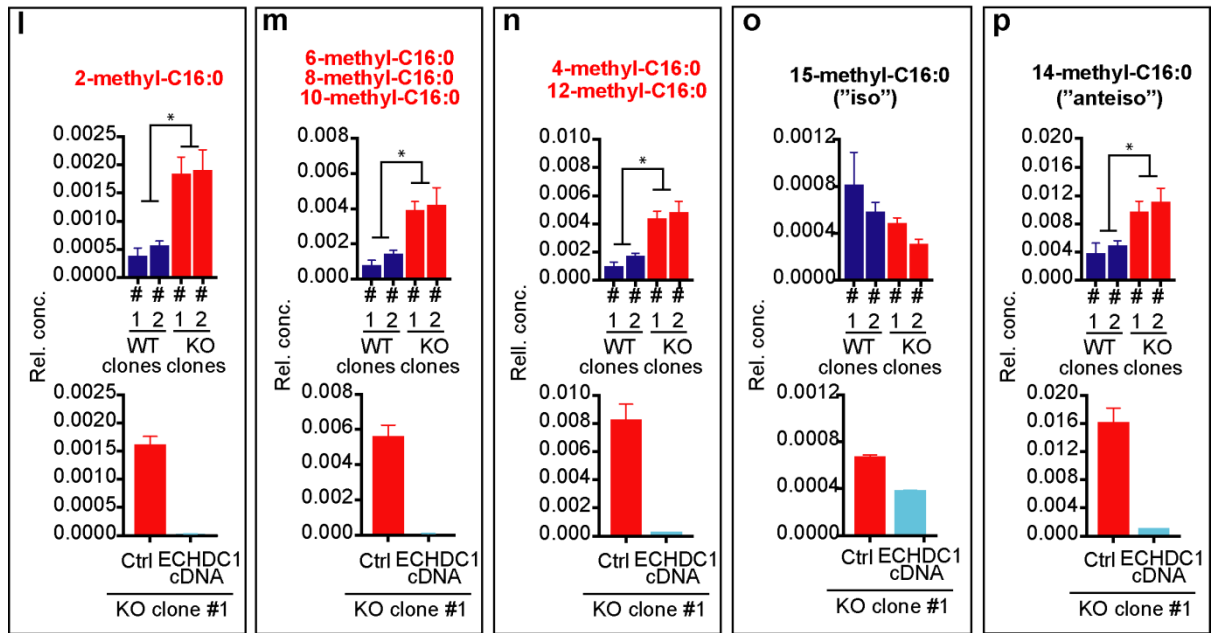 l
2-methyl-C16:0
*
0.0025
0.0020
0.0015
0.0010
0.0005
0.0000
# # # #
1 2 1 2
WT KO
clones clones
Rel. conc.
0.0025
0.0020
0.0015
0.0010
0.0005
0.0000
Ctrl ECHDC1
cDNA
KO clone #1
m
6-methyl-C16:0
8-methyl-C16:0
10-methyl-C16:0
*
0.008
0.006
0.004
0.002
0.000
# # # #
1 2 1 2
WT KO
clones clones
Rel. conc.
0.008
0.006
0.004
0.002
0.000
Ctrl ECHDC1
cDNA
KO clone #1
n
4-methyl-C16:0
12-methyl-C16:0
*
0.010
0.008
0.006
0.004
0.002
0.000
# # # #
1 2 1 2
WT KO
clones clones
Rell. conc.
0.010
0.008
0.006
0.004
0.002
0.000
Ctrl ECHDC1
cDNA
KO clone #1
o
15-methyl-C16:0
("iso")
0.0012
0.0008
0.0004
0.0000
# # # #
1 2 1 2
WT KO
clones clones
Rel. conc.
0.0012
0.0008
0.0004
0.0000
Ctrl ECHDC1
cDNA
KO clone #1
p
14-methyl-C16:0
("anteiso")
*
0.020
0.016
0.012
0.008
0.004
0.000
# # # #
1 2 1 2
WT KO
clones clones
Rel. conc.
0.020
0.016
0.012
0.008
0.004
0.000
Ctrl ECHDC1
cDNA
KO clone #1